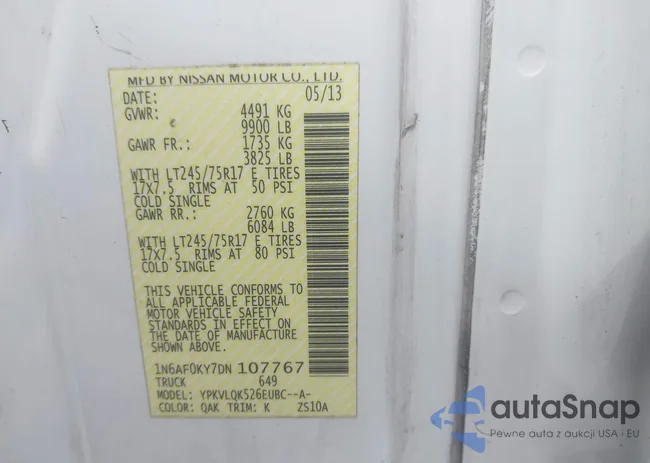 MFD BY NISSAN MOTOR CO., LTD.
DATE: 05/13
GVWR: 4491 KG
9900 LB
GAWR FR.: 1735 KG
3825 LB
WITH LT245/75R17 E TIRES
17X7.5 RIMS AT 50 PSI
COLD SINGLE
GAWR RR.: 2760 KG
6084 LB
WITH LT245/75R17 E TIRES
17X7.5 RIMS AT 80 PSI
COLD SINGLE
THIS VEHICLE CONFORMS TO
ALL APPLICABLE FEDERAL
MOTOR VEHICLE SAFETY
STANDARDS IN EFFECT ON
THE DATE OF MANUFACTURE
SHOWN ABOVE.
1N6AF0KY7DN 107767
TRUCK 649
MODEL: YPKVLQK526EUBC--A-
COLOR: QAK TRIM: K ZS10A
autaSnap
Pewne auta z aukcji USA i EU